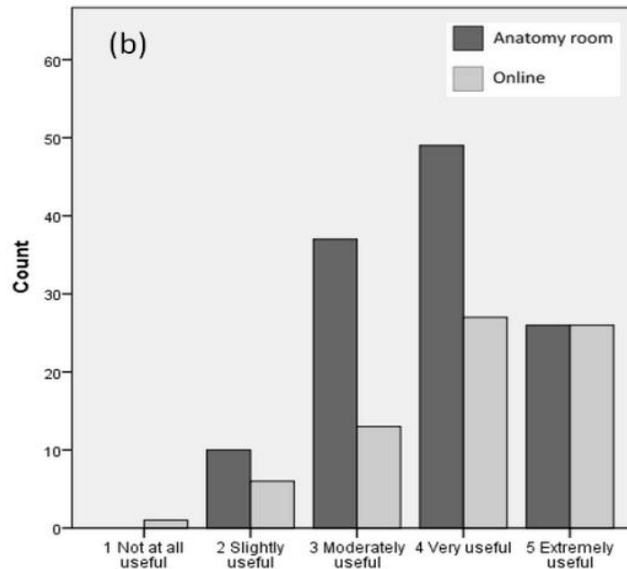 (b)
Anatomy room
Online
Count
60
50
40
30
20
10
0
1 Not at all useful
2 Slightly useful
3 Moderately useful
4 Very useful
5 Extremely useful